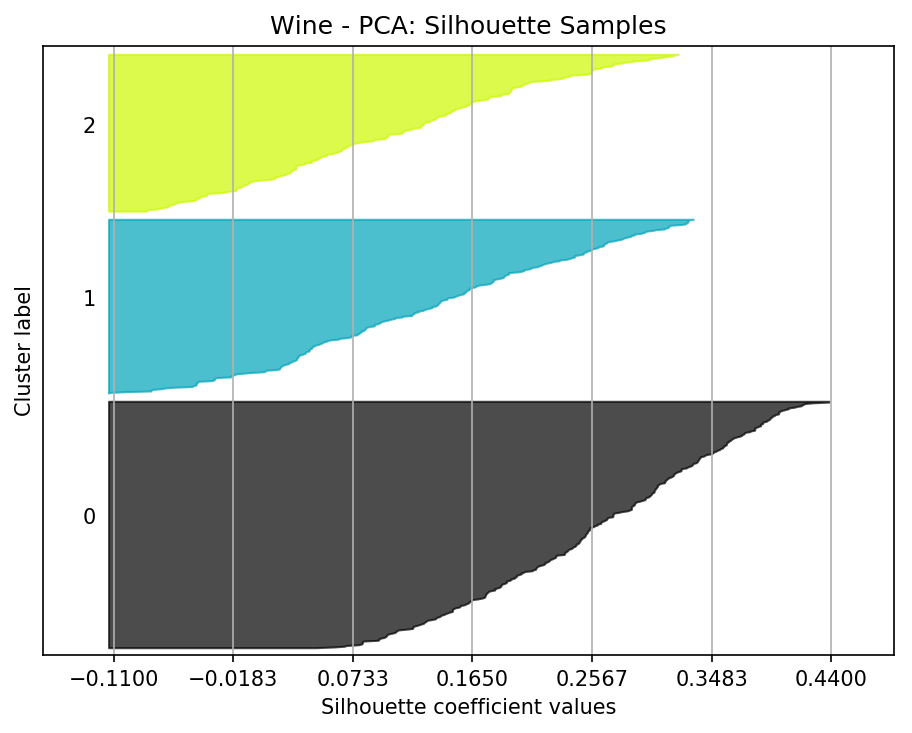 Wine - PCA: Silhouette Samples
2
1
0
Cluster label
−0.1100 −0.0183 0.0733 0.1650 0.2567 0.3483 0.4400
Silhouette coefficient values